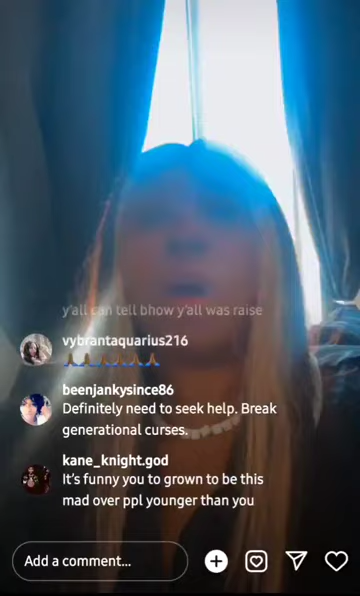 y'all can tell bhow y'all was raise
vybrantaquarius216
🙏🏾🙏🏾🙏🏾🙏🏾🙏🏾🙏🏾
beenjankysince86
Definitely need to seek help. Break
generational curses.
kane_knight.god
It's funny you to grown to be this
mad over ppl younger than you
Add a comment...